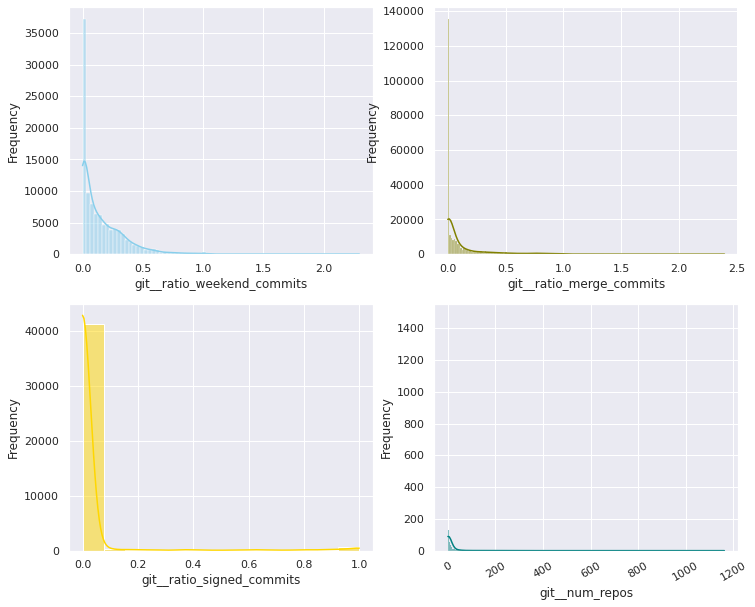 Frequency
35000
30000
25000
20000
15000
10000
5000
0
0.0 0.5 1.0 1.5 2.0
git__ratio_weekend_commits
Frequency
140000
120000
100000
80000
60000
40000
20000
0
0.0 0.5 1.0 1.5 2.0 2.5
git__ratio_merge_commits
Frequency
40000
30000
20000
10000
0
0.0 0.2 0.4 0.6 0.8 1.0
git__ratio_signed_commits
Frequency
1400
1200
1000
800
600
400
200
0
0 200 400 600 800 1000 1200
git__num_repos